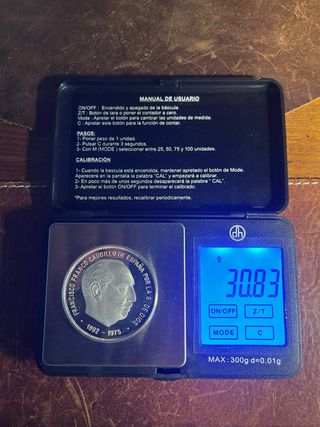 MANUAL DE USUARIO
ON/OFF : Encendido y apagado de la báscula.
Z/T : Botón de tara o poner el contador a cero.
Mode : Apretar el botón para cambiar las unidades de medida.
C : Apretar este botón para la función de contar.
PASOS:
1- Poner peso de 1 unidad.
2- Pulsar C durante 3 segundos.
3- Con M (MODE ) seleccionar entre 25, 50, 75 y 100 unidades.
CALIBRACIÓN
1- Cuando la bascula este encendida, mantener apretado el botón de Mode.
Aparecerá en la pantalla la palabra "CAL" y empezará a calibrar.
2- En poco más de unos segundos desaparecerá la palabra " CAL".
3- Apretar el botón ON/OFF para terminar el calibrado.
*Para mejores resultados, recalibrar periodicamente.
dh
FRANCISCO FRANCO CAUDILLO DE ESPAÑA POR LA G. DE DIOS
· 1892 - 1975 ·
g
30.83
ON/OFF
Z/T
MODE
C
MAX: 300g d=0.01g